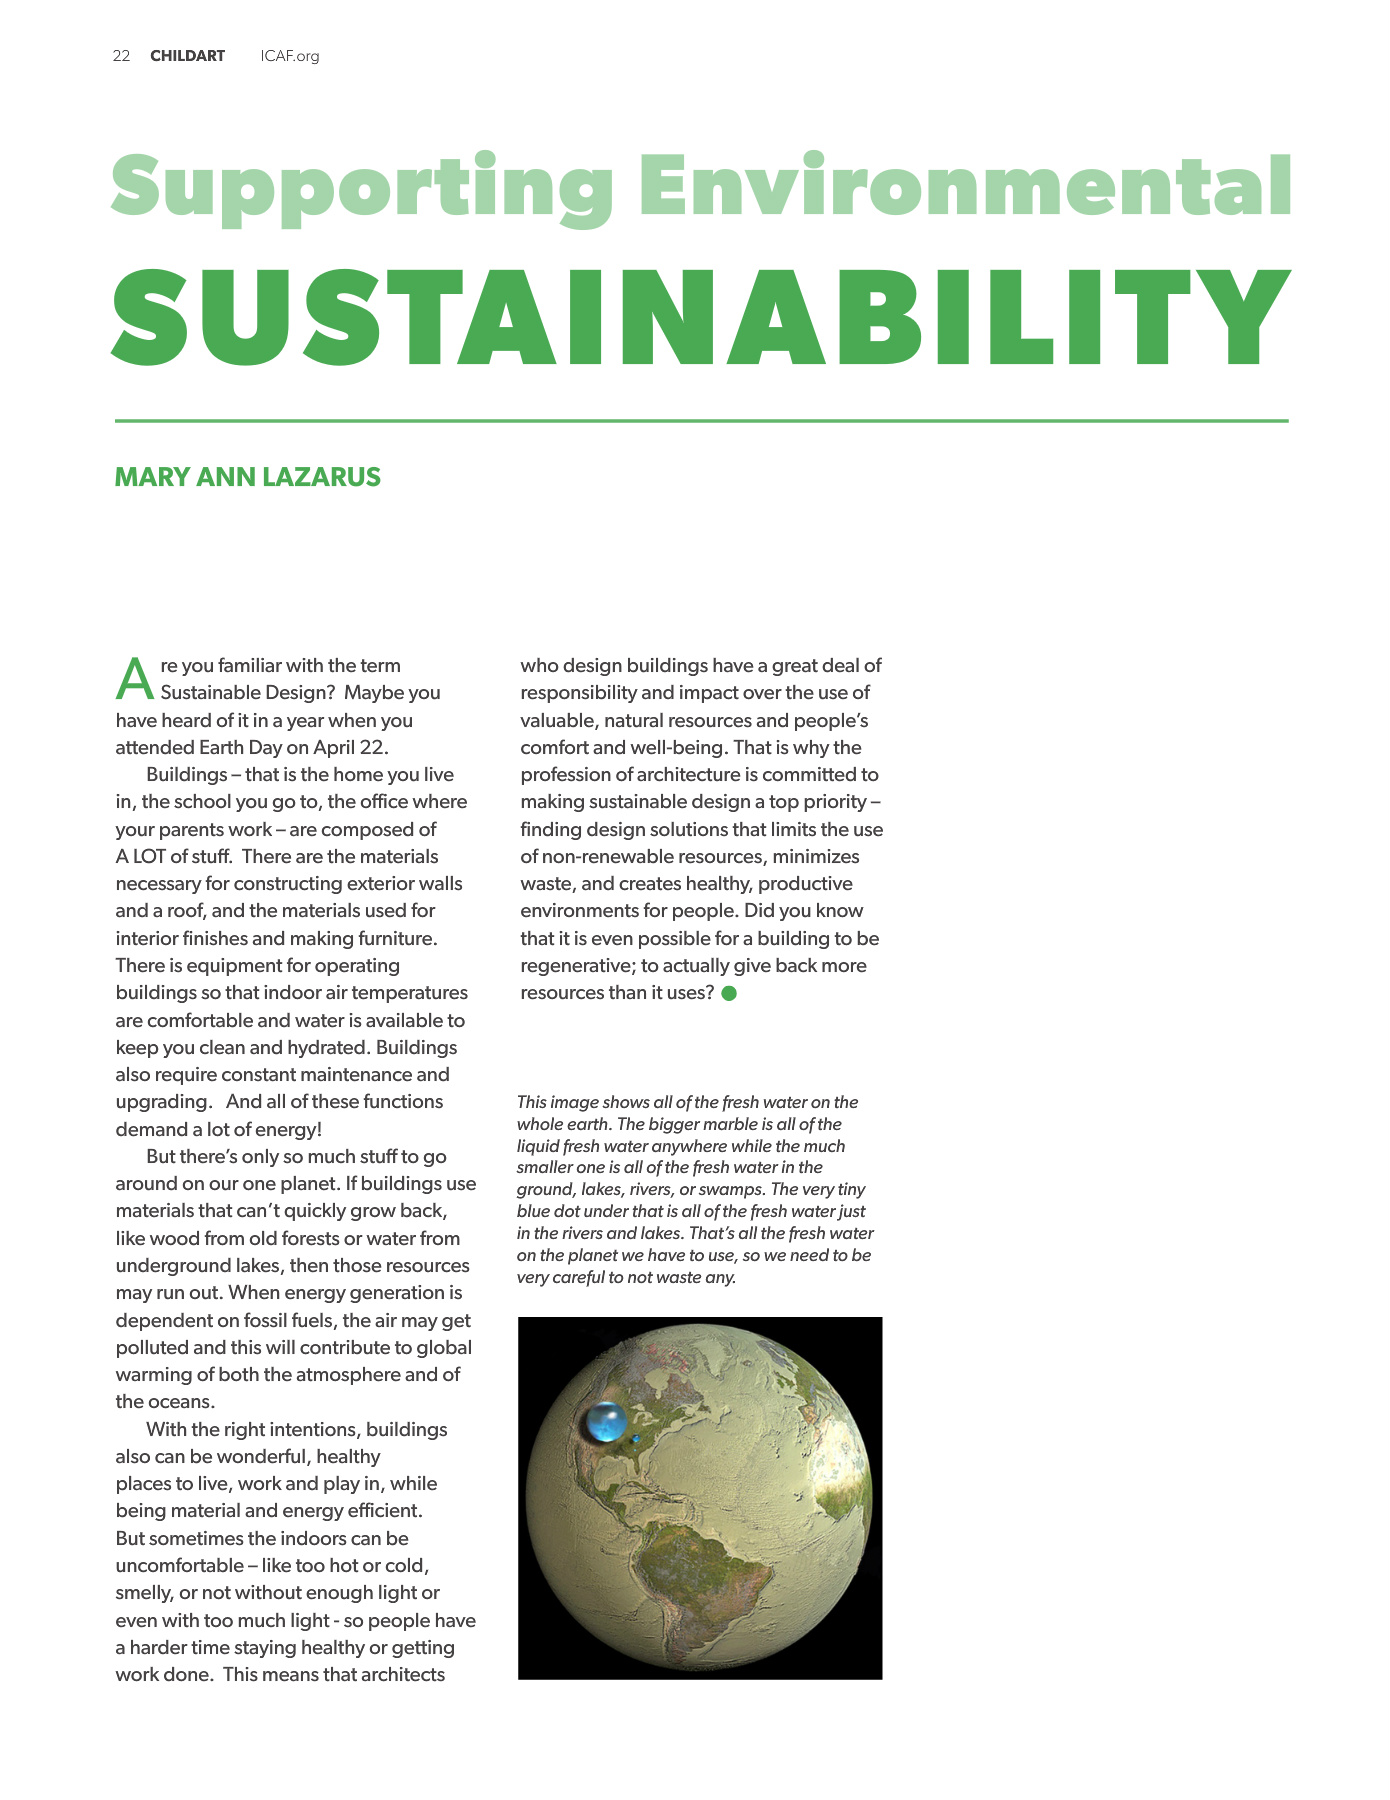 22 CHILDART ICAF.org
Supporting Environmental
SUSTAINABILITY
MARY ANN LAZARUS
Are you familiar with the term
Sustainable Design?  Maybe you
have heard of it in a year when you
attended Earth Day on April 22.
Buildings – that is the home you live
in, the school you go to, the office where
your parents work – are composed of
A LOT of stuff.  There are the materials
necessary for constructing exterior walls
and a roof, and the materials used for
interior finishes and making furniture.
There is equipment for operating
buildings so that indoor air temperatures
are comfortable and water is available to
keep you clean and hydrated. Buildings
also require constant maintenance and
upgrading.   And all of these functions
demand a lot of energy!
But there’s only so much stuff to go
around on our one planet. If buildings use
materials that can’t quickly grow back,
like wood from old forests or water from
underground lakes, then those resources
may run out. When energy generation is
dependent on fossil fuels, the air may get
polluted and this will contribute to global
warming of both the atmosphere and of
the oceans.
With the right intentions, buildings
also can be wonderful, healthy
places to live, work and play in, while
being material and energy efficient.
But sometimes the indoors can be
uncomfortable – like too hot or cold,
smelly, or not without enough light or
even with too much light - so people have
a harder time staying healthy or getting
work done.  This means that architects
who design buildings have a great deal of
responsibility and impact over the use of
valuable, natural resources and people’s
comfort and well-being. That is why the
profession of architecture is committed to
making sustainable design a top priority –
finding design solutions that limits the use
of non-renewable resources, minimizes
waste, and creates healthy, productive
environments for people. Did you know
that it is even possible for a building to be
regenerative; to actually give back more
resources than it uses?
This image shows all of the fresh water on the
whole earth. The bigger marble is all of the
liquid fresh water anywhere while the much
smaller one is all of the fresh water in the
ground, lakes, rivers, or swamps. The very tiny
blue dot under that is all of the fresh water just
in the rivers and lakes. That’s all the fresh water
on the planet we have to use, so we need to be
very careful to not waste any.